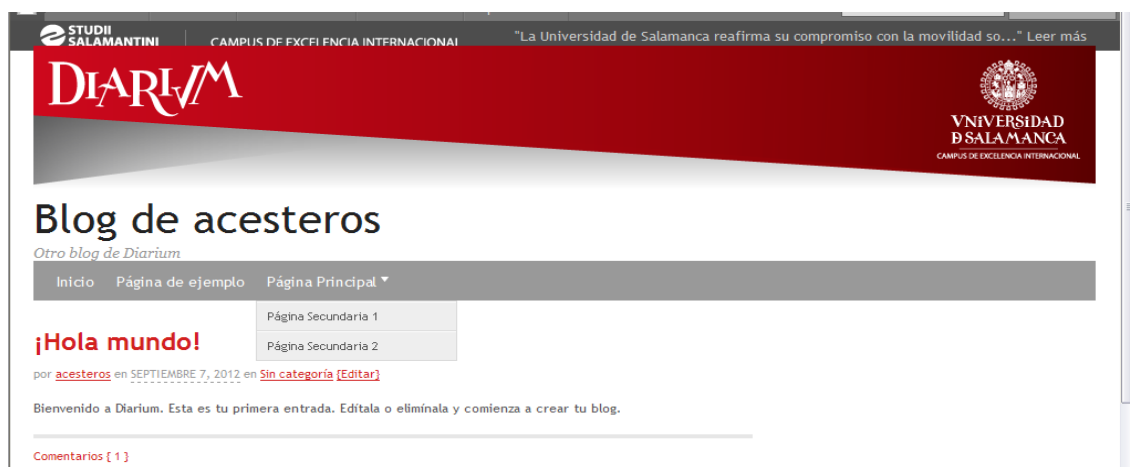 STUDII
SALAMANTINI
CAMPUS DE EXCELENCIA INTERNACIONAL
"La Universidad de Salamanca reafirma su compromiso con la movilidad so..." Leer más
DIARIVM
VNiVERSiDAD
D SALAMANCA
CAMPUS DE EXCELENCIA INTERNACIONAL
Blog de acesteros
Otro blog de Diarium
Inicio Página de ejemplo Página Principal
Página Secundaria 1
Página Secundaria 2
¡Hola mundo!
por acesteros en SEPTIEMBRE 7, 2012 en Sin categoría {Editar}
Bienvenido a Diarium. Esta es tu primera entrada. Edítala o elimínala y comienza a crear tu blog.
Comentarios { 1 }